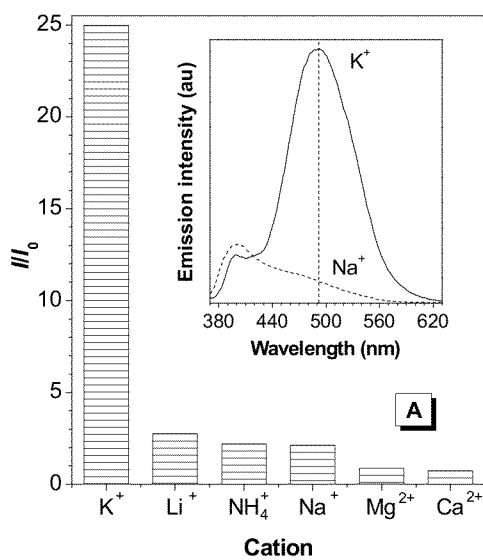 25
20
15
10
5
0
I/I₀
Emission intensity (au)
K⁺
Na⁺
380 440 500 560 620
Wavelength (nm)
A
K⁺ Li⁺ NH₄⁺ Na⁺ Mg²⁺ Ca²⁺
Cation